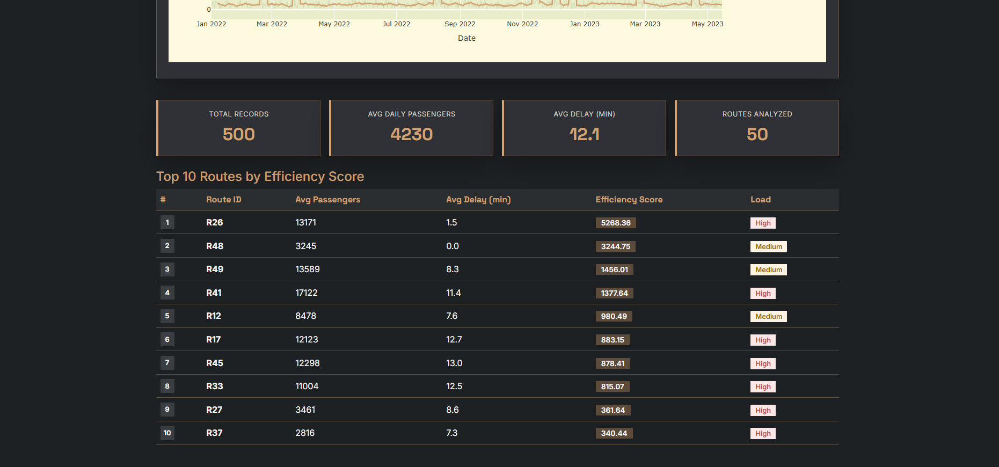 0
Jan 2022 Mar 2022 May 2022 Jul 2022 Sep 2022 Nov 2022 Jan 2023 Mar 2023 May 2023
Date
TOTAL RECORDS AVG DAILY PASSENGERS AVG DELAY (MIN) ROUTES ANALYZED
500 4230 12.1 50
Top 10 Routes by Efficiency Score
# Route ID Avg Passengers Avg Delay (min) Efficiency Score Load
1 R26 13171 1.5 5268.36 High
2 R48 3245 0.0 3244.75 Medium
3 R49 13589 8.3 1456.01 Medium
4 R41 17122 11.4 1377.64 High
5 R12 8478 7.6 980.49 Medium
6 R17 12123 12.7 883.15 High
7 R45 12298 13.0 878.41 High
8 R33 11004 12.5 815.07 High
9 R27 3461 8.6 361.64 High
10 R37 2816 7.3 340.44 High